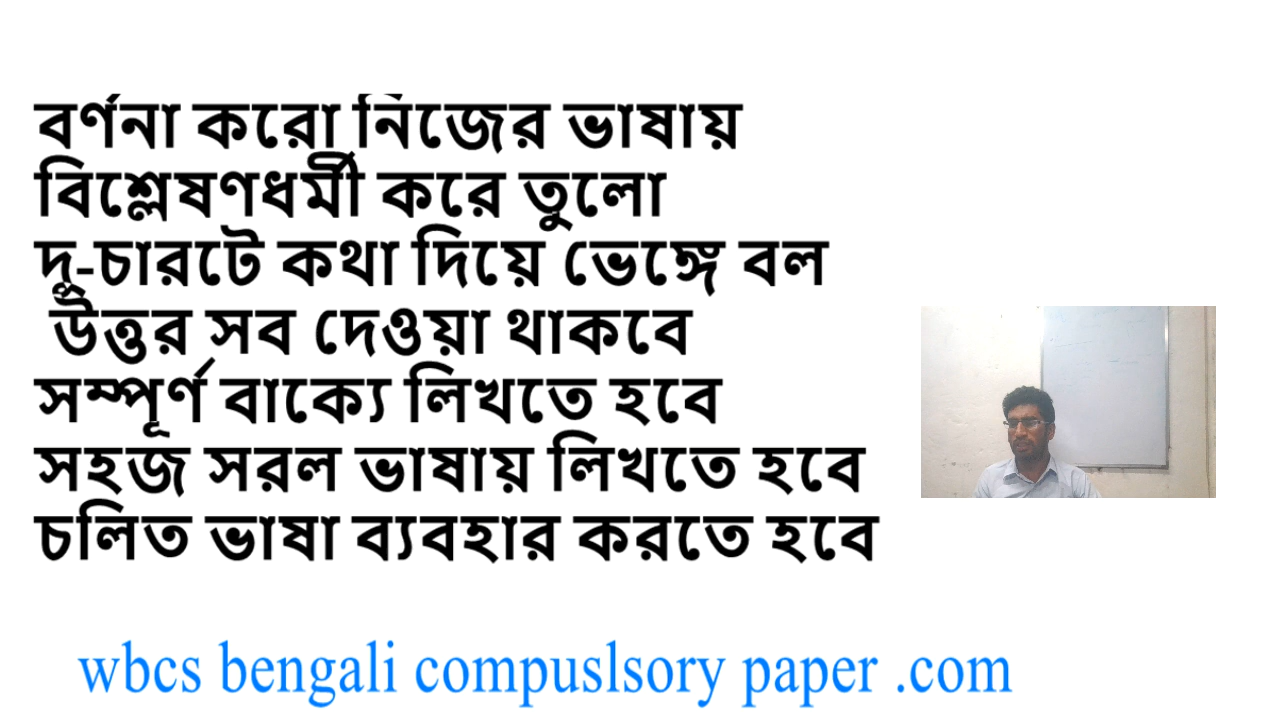 বর্ণনা করো নিজের ভাষায়
বিশ্লেষণধর্মী করে তুলো
দু-চারটে কথা দিয়ে ভেঙ্গে বল
উত্তর সব দেওয়া থাকবে
সম্পূর্ণ বাক্যে লিখতে হবে
সহজ সরল ভাষায় লিখতে হবে
চলিত ভাষা ব্যবহার করতে হবে
wbcs bengali compuslsory paper .com